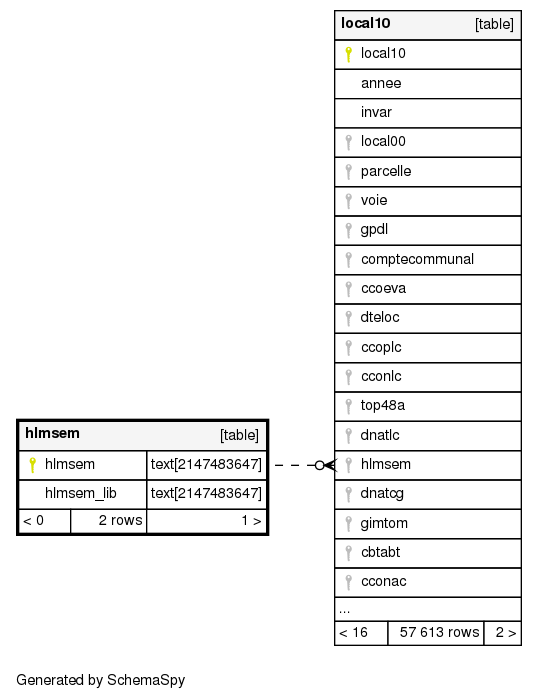 local10 [table]
local10
annee
invar
local00
parcelle
voie
gpdl
comptecommunal
ccoeva
dteloc
ccoplc
cconlc
top48a
dnatlc
hlmsem
dnatcg
gimtom
cbtabt
cconac
...
< 16 57 613 rows 2 >
hlmsem [table]
hlmsem text[2147483647]
hlmsem_lib text[2147483647]
< 0 2 rows 1 >
Generated by SchemaSpy